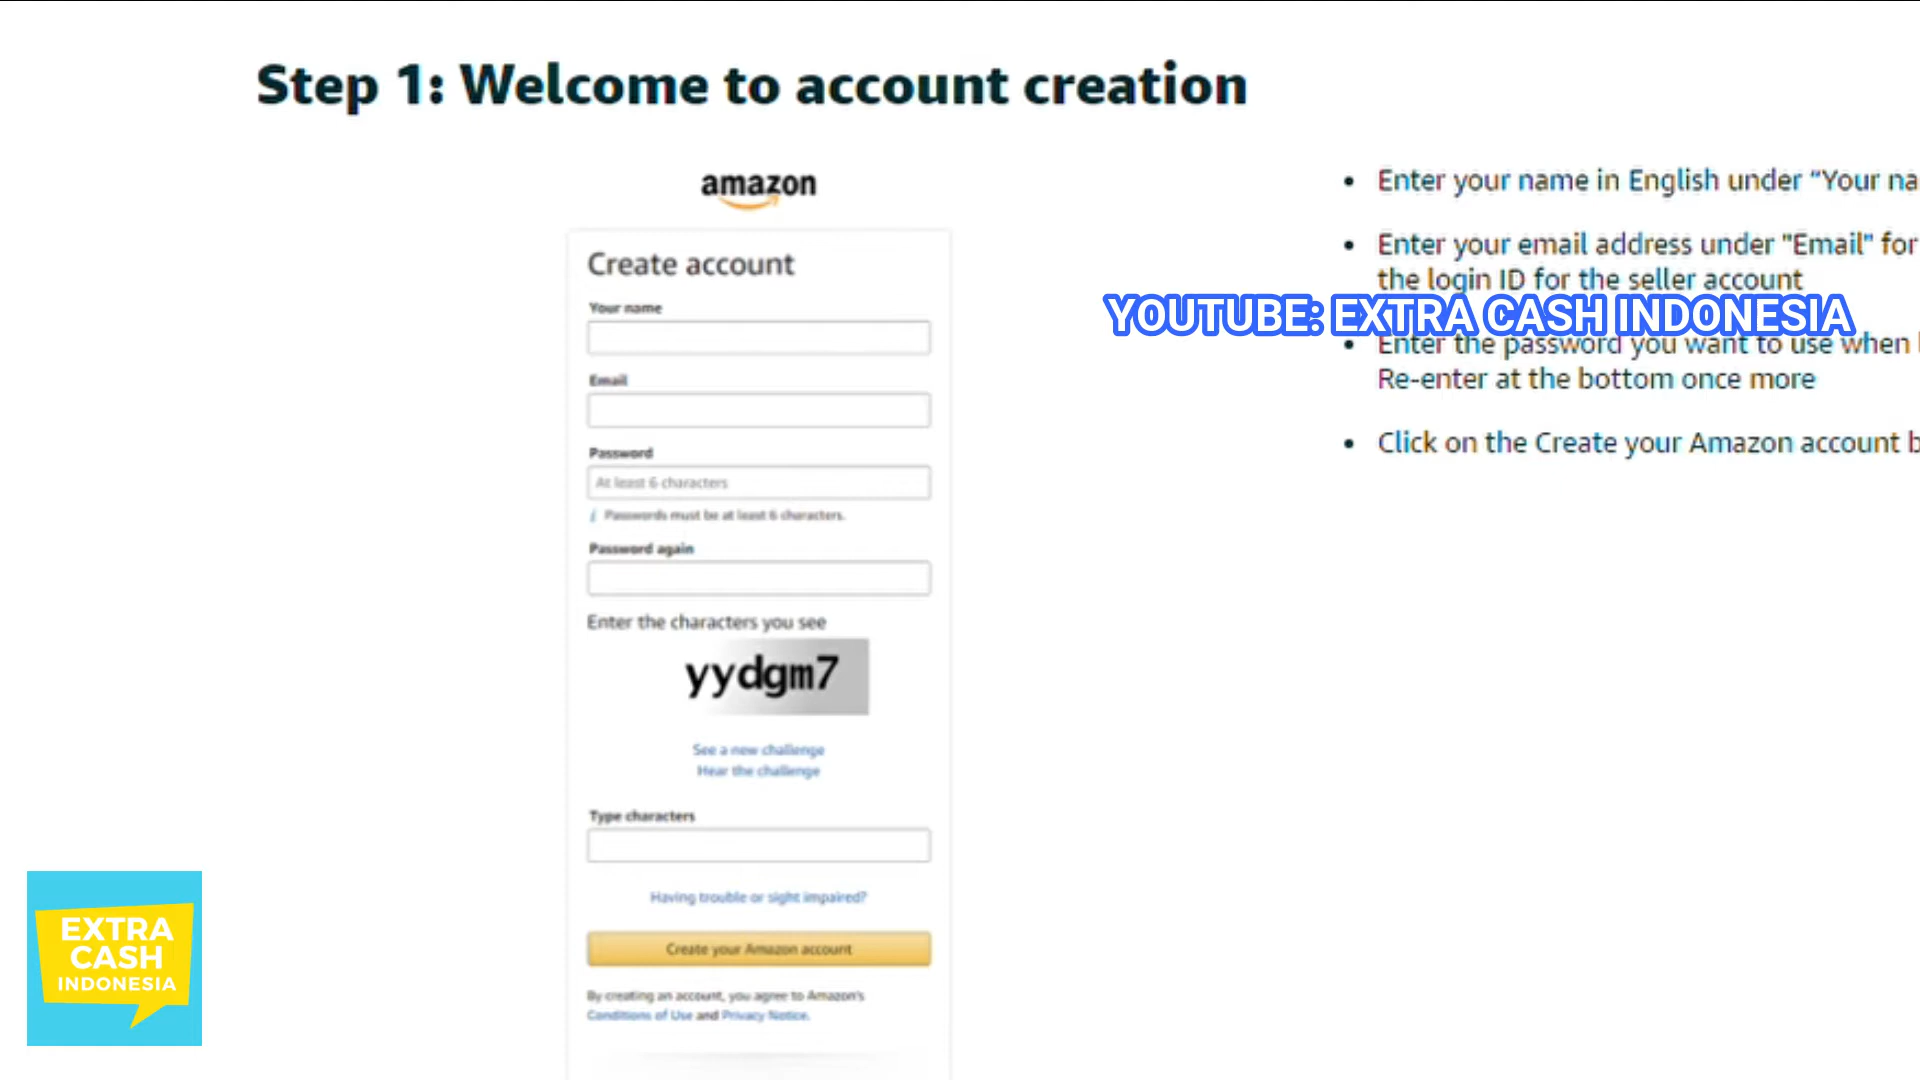 Step 1: Welcome to account creation
amazon
Create account
Your name
Email
Password
At least 6 characters
i Passwords must be at least 6 characters.
Password again
Enter the characters you see
yydgm7
See a new challenge
Hear the challenge
Type characters
Having trouble or sight impaired?
Create your Amazon account
By creating an account, you agree to Amazon's
Conditions of Use and Privacy Notice.
• Enter your name in English under “Your na
• Enter your email address under "Email" for
the login ID for the seller account
YOUTUBE: EXTRA CASH INDONESIA
• Enter the password you want to use when
Re-enter at the bottom once more
• Click on the Create your Amazon account b
EXTRA
CASH
INDONESIA